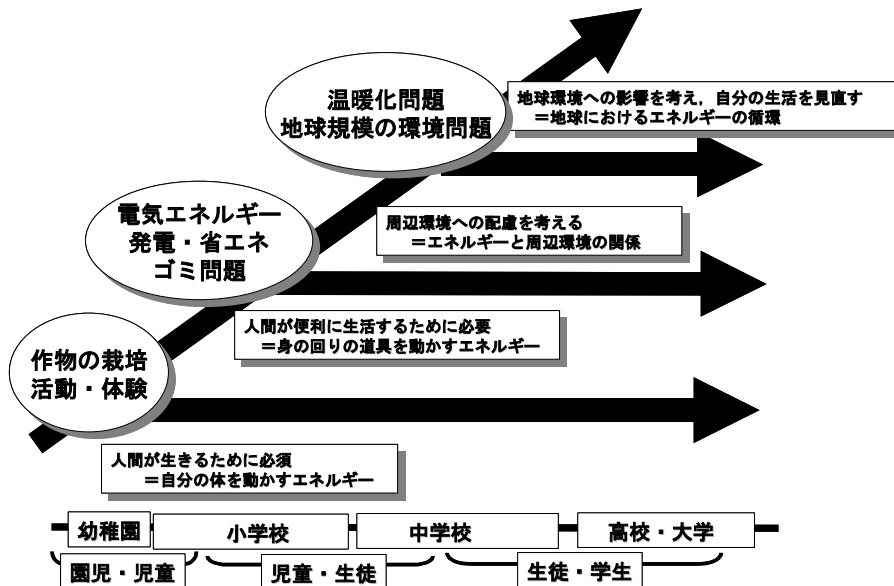 温暖化問題
地球規模の環境問題
地球環境への影響を考え，自分の生活を見直す
＝地球におけるエネルギーの循環
電気エネルギー
発電・省エネ
ゴミ問題
周辺環境への配慮を考える
＝エネルギーと周辺環境の関係
人間が便利に生活するために必要
＝身の回りの道具を動かすエネルギー
作物の栽培
活動・体験
人間が生きるために必須
＝自分の体を動かすエネルギー
幼稚園
小学校
中学校
高校・大学
園児・児童
児童・生徒
生徒・学生